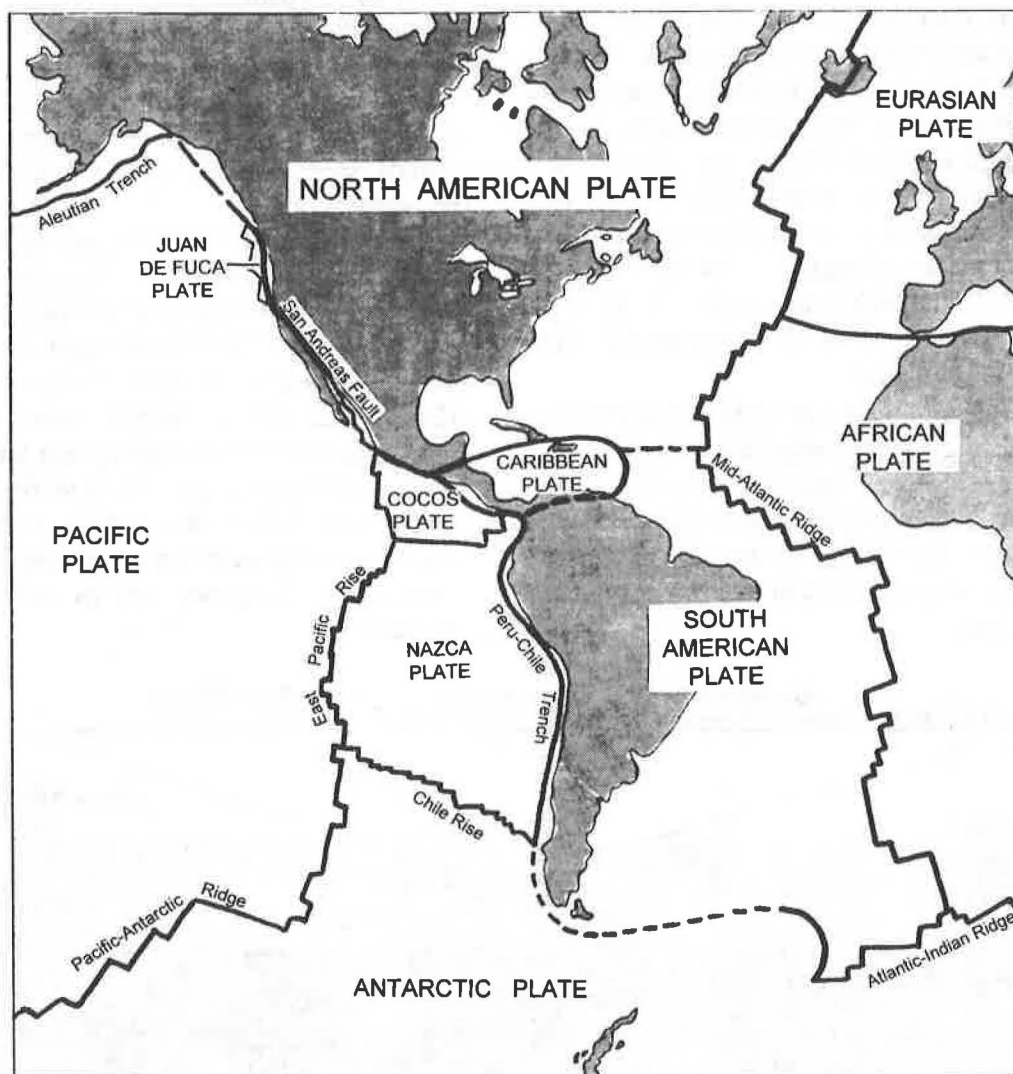 EURASIAN
PLATE
NORTH AMERICAN PLATE
Aleutian Trench
JUAN
DE FUCA
PLATE
San Andreas Fault
CARIBBEAN
PLATE
AFRICAN
PLATE
Mid-Atlantic Ridge
COCOS
PLATE
PACIFIC
PLATE
East Pacific Rise
NAZCA
PLATE
Peru-Chile Trench
SOUTH
AMERICAN
PLATE
Chile Rise
Pacific-Antarctic Ridge
Atlantic-Indian Ridge
ANTARCTIC PLATE